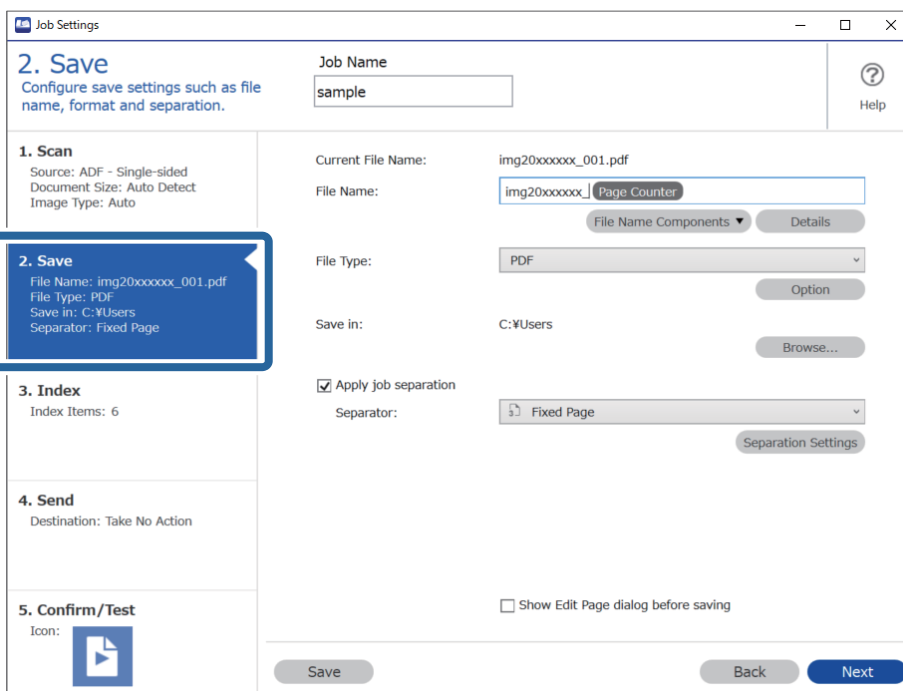 Job Settings
2. Save
Configure save settings such as file
name, format and separation.
Job Name
sample
Help
1. Scan
Source: ADF - Single-sided
Document Size: Auto Detect
Image Type: Auto
2. Save
File Name: img20xxxxxx_001.pdf
File Type: PDF
Save in: C:¥Users
Separator: Fixed Page
3. Index
Index Items: 6
4. Send
Destination: Take No Action
5. Confirm/Test
Icon:
Current File Name: img20xxxxxx_001.pdf
File Name: img20xxxxxx_ Page Counter
File Name Components ▼ Details
File Type: PDF
Option
Save in: C:¥Users
Browse...
Apply job separation
Separator: Fixed Page
Separation Settings
Show Edit Page dialog before saving
Save Back Next